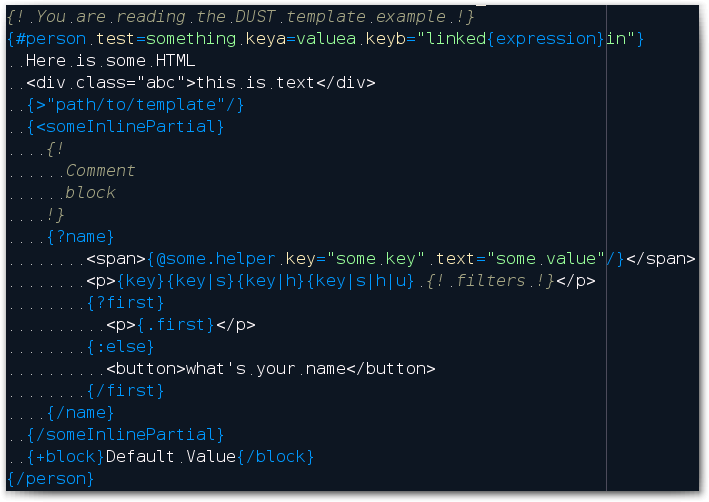 {! You are reading the DUST template example !}
{#person test=something keya=valuea keyb="linked{expression}in"}
  Here is some HTML
  <div class="abc">this is text</div>
  {>"path/to/template"/}
  {<someInlinePartial}
    {!
      Comment
      block
    !}
    {?name}
        <span>{@some.helper key="some key" text="some value"/}</span>
        <p>{key}{key|s}{key|h}{key|s|h|u} {! filters !}</p>
        {?first}
          <p>{.first}</p>
        {:else}
          <button>what's your name</button>
        {/first}
    {/name}
  {/someInlinePartial}
  {+block}Default Value{/block}
{/person}